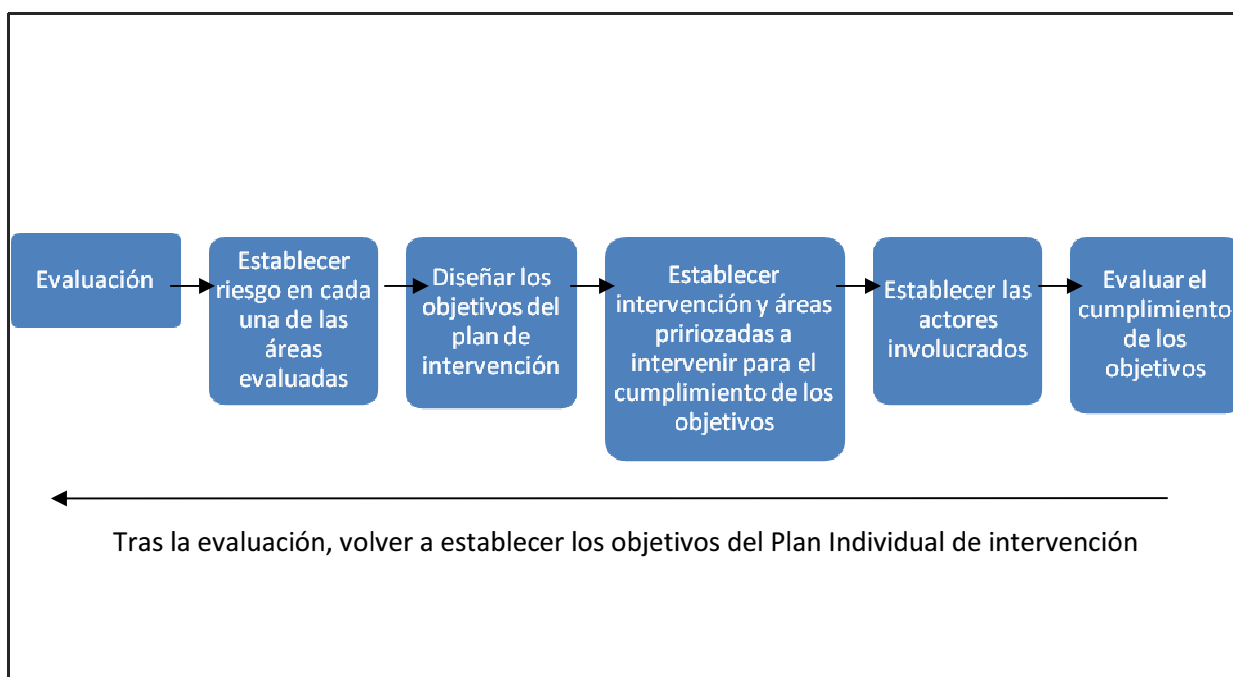 Evaluación
Establecer
riesgo en cada
una de las
áreas
evaluadas
Diseñar los
objetivos del
plan de
intervención
Establecer
intervención y áreas
pririozadas a
intervenir para el
cumplimiento de los
objetivos
Establecer las
actores
involucrados
Evaluar el
cumplimiento
de los
objetivos
Tras la evaluación, volver a establecer los objetivos del Plan Individual de intervención